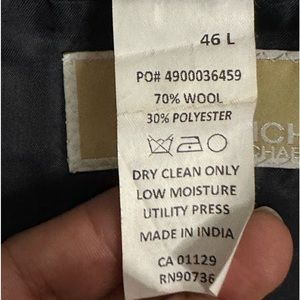 46 L
PO# 4900036459
70% WOOL
30% POLYESTER
DRY CLEAN ONLY
LOW MOISTURE
UTILITY PRESS
MADE IN INDIA
CA 01129
RN90736